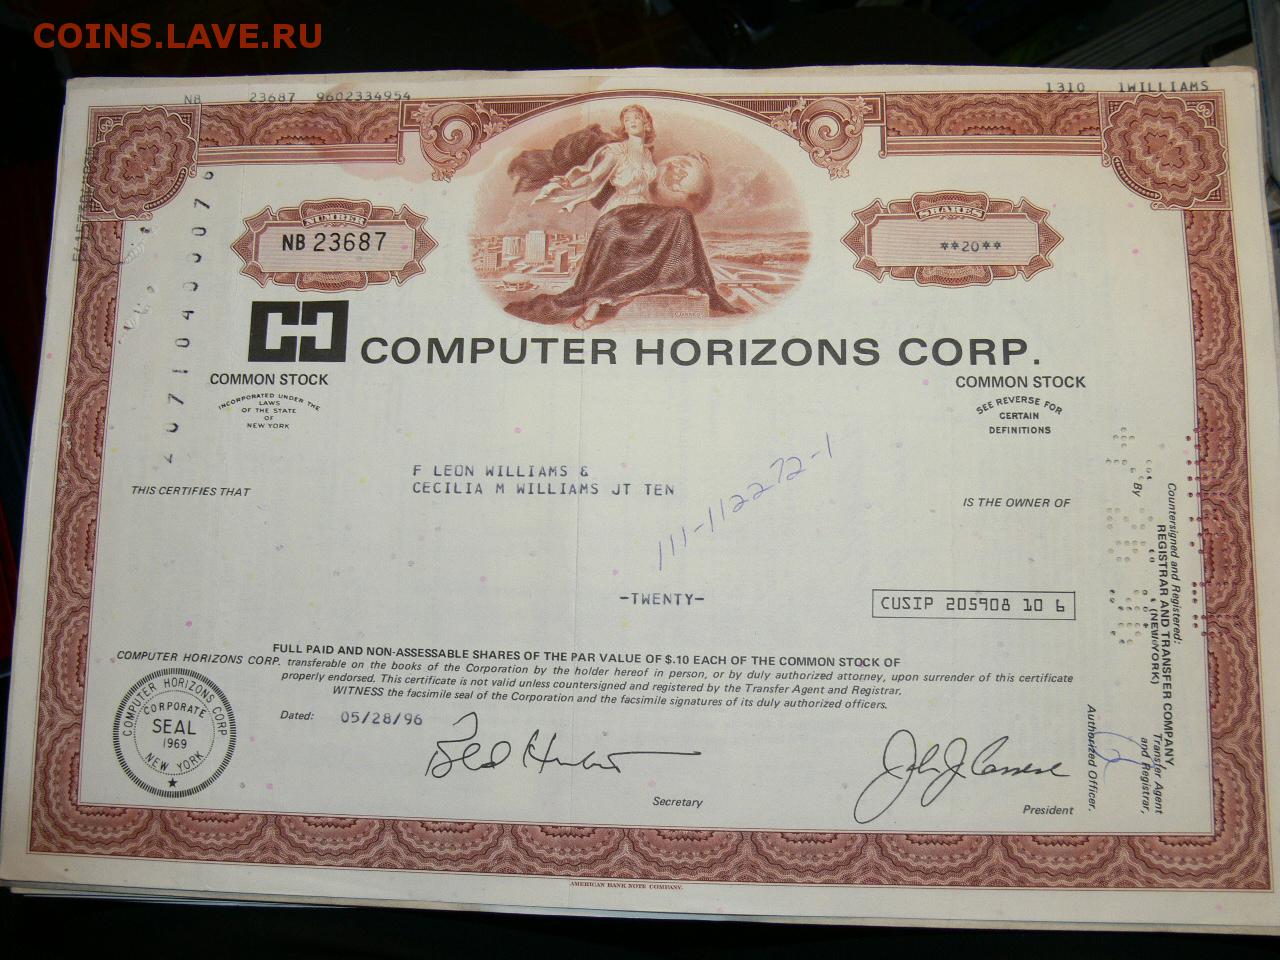 COINS.LAVE.RU
NB 23687 9602334954
1310 1WILLIAMS
NUMBER
NB 23687
SHARES
**20**
COMPUTER HORIZONS CORP.
COMMON STOCK
INCORPORATED UNDER THE
LAWS
OF THE STATE
OF
NEW YORK
COMMON STOCK
SEE REVERSE FOR
CERTAIN
DEFINITIONS
F LEON WILLIAMS &
CECILIA M WILLIAMS JT TEN
THIS CERTIFIES THAT
IS THE OWNER OF
111-112272-1
-TWENTY-
CUSIP 205908 10 6
FULL PAID AND NON-ASSESSABLE SHARES OF THE PAR VALUE OF $.10 EACH OF THE COMMON STOCK OF
COMPUTER HORIZONS CORP. transferable on the books of the Corporation by the holder hereof in person, or by duly authorized attorney, upon surrender of this certificate
properly endorsed. This certificate is not valid unless countersigned and registered by the Transfer Agent and Registrar.
WITNESS the facsimile seal of the Corporation and the facsimile signatures of its duly authorized officers.
Dated: 05/28/96
COMPUTER HORIZONS CORP
CORPORATE
SEAL
1969
NEW YORK
Secretary
President
Countersigned and Registered:
REGISTRAR AND TRANSFER COMPANY,
(NEW YORK)
Transfer Agent
and Registrar,
By
Authorized Officer.
AMERICAN BANK NOTE COMPANY.